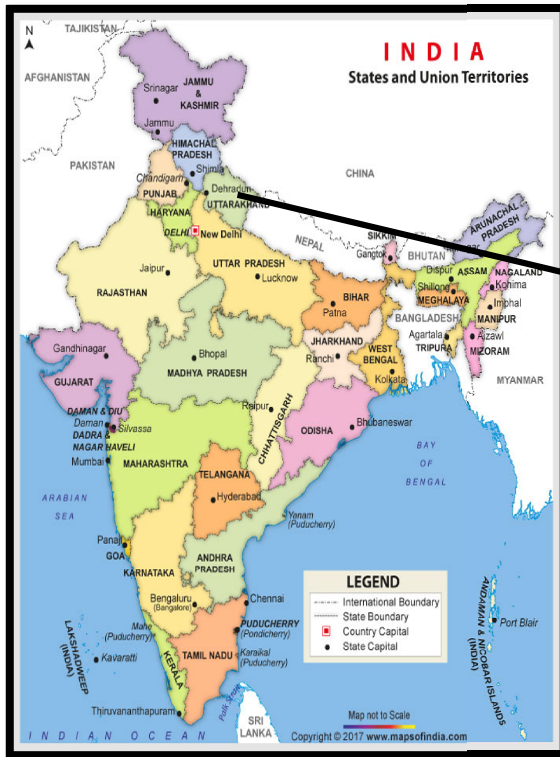 N
TAJIKISTAN
INDIA
States and Union Territories
AFGHANISTAN
JAMMU
&
KASHMIR
Srinagar
Jammu
PAKISTAN
CHINA
HIMACHAL
PRADESH
Shimla
Chandigarh
PUNJAB
Dehradun
UTTARAKHAND
HARYANA
DELHI
New Delhi
ARUNACHAL
PRADESH
SIKKIM
NEPAL
Gangtok
BHUTAN
Dispur
ASSAM
NAGALAND
Kohima
Shillong
MEGHALAYA
Imphal
MANIPUR
BANGLADESH
Agartala
TRIPURA
Aizawl
MIZORAM
MYANMAR
Jaipur
RAJASTHAN
UTTAR PRADESH
Lucknow
BIHAR
Patna
JHARKHAND
Ranchi
WEST
BENGAL
Kolkata
Gandhinagar
GUJARAT
Bhopal
MADHYA PRADESH
CHHATTISGARH
Raipur
ODISHA
Bhubaneswar
DAMAN & DIU
Daman
Silvassa
DADRA &
NAGAR HAVELI
Mumbai
MAHARASHTRA
TELANGANA
Hyderabad
ARABIAN
SEA
BAY
OF
BENGAL
Yanam
(Puducherry)
Panaji
GOA
KARNATAKA
ANDHRA
PRADESH
Bengaluru
(Bangalore)
Chennai
Mahe
(Puducherry)
PUDUCHERRY
(Pondicherry)
Karaikal
(Puducherry)
TAMIL NADU
KERALA
LAKSHADWEEP
(INDIA)
Kavaratti
Thiruvananthapuram
Palk Strait
SRI
LANKA
INDIAN OCEAN
LEGEND
International Boundary
State Boundary
Country Capital
State Capital
ANDAMAN & NICOBAR ISLANDS
(INDIA)
Port Blair
Map not to Scale
Copyright © 2017 www.mapsofindia.com